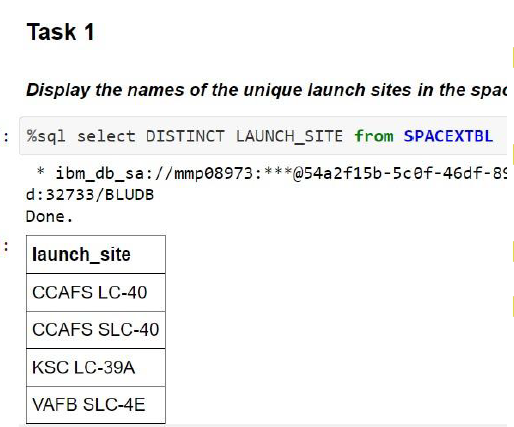 Task 1
Display the names of the unique launch sites in the spac
: %sql select DISTINCT LAUNCH_SITE from SPACEXTBL
* ibm_db_sa://mmp08973:***@54a2f15b-5c0f-46df-89
d:32733/BLUDB
Done.
:
launch_site
CCAFS LC-40
CCAFS SLC-40
KSC LC-39A
VAFB SLC-4E